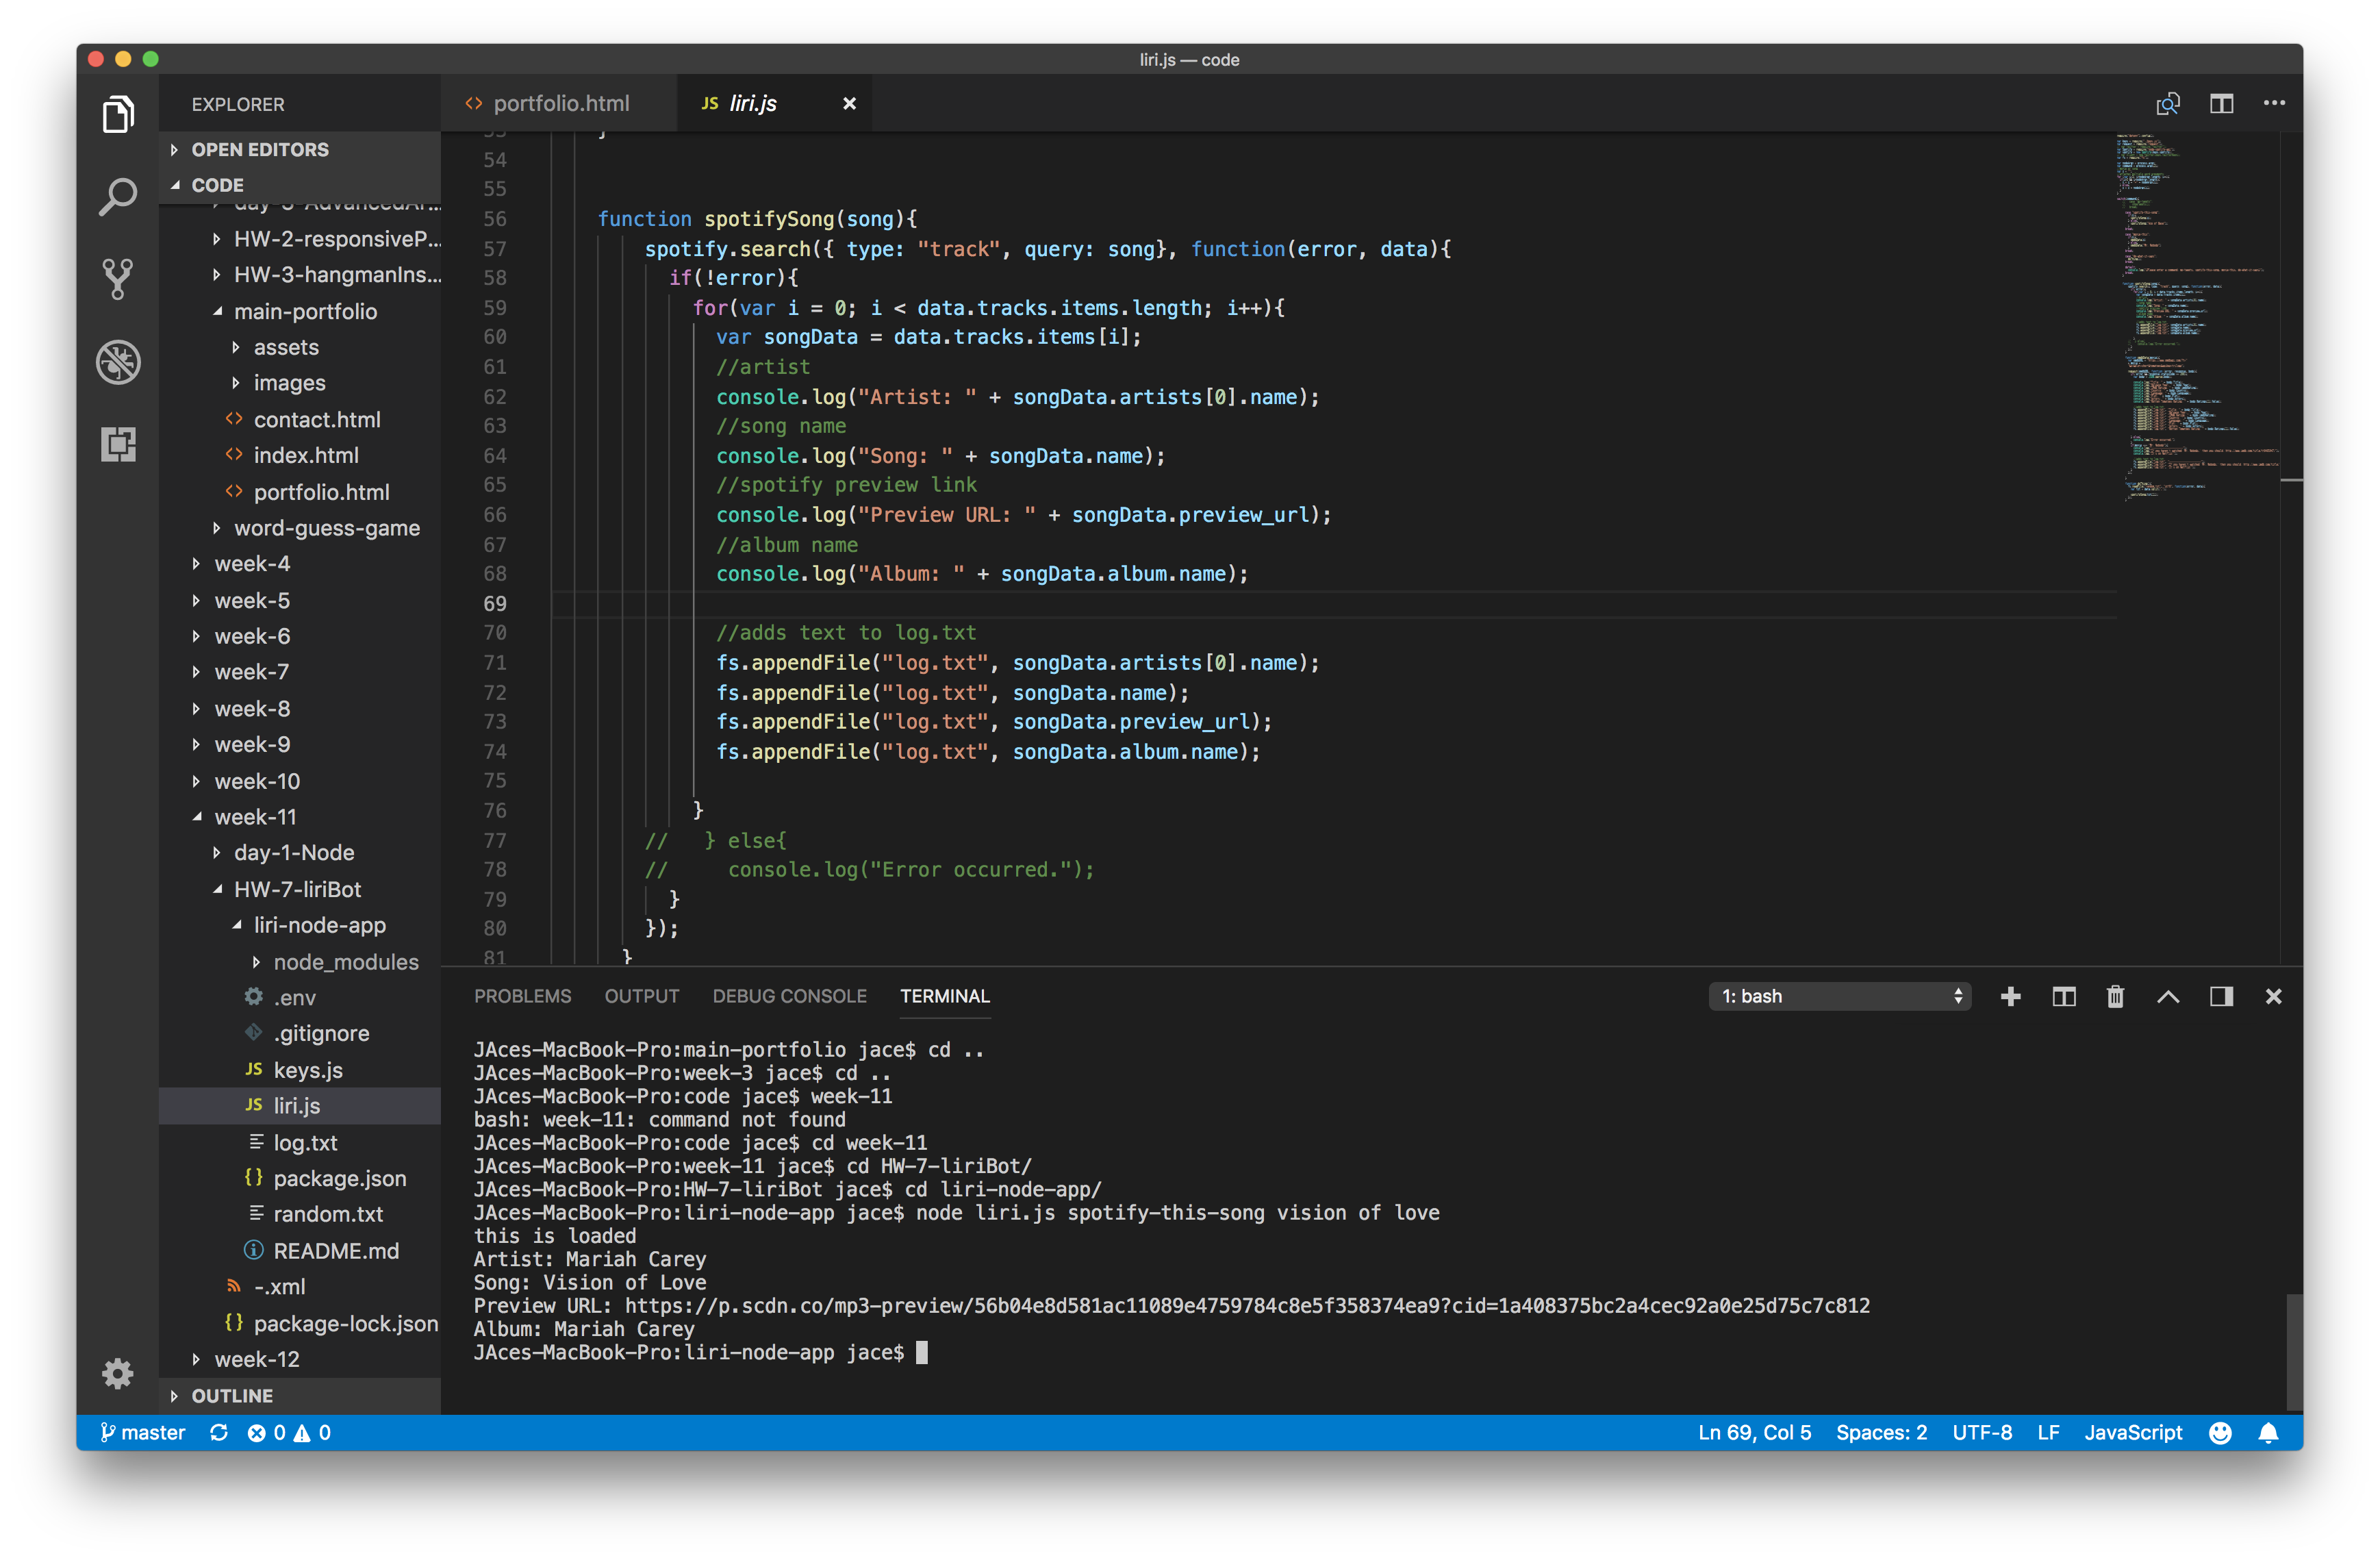 liri.js — code
EXPLORER
OPEN EDITORS
CODE
HW-2-responsiveP...
HW-3-hangmanIns...
main-portfolio
assets
images
contact.html
index.html
portfolio.html
word-guess-game
week-4
week-5
week-6
week-7
week-8
week-9
week-10
week-11
day-1-Node
HW-7-liriBot
liri-node-app
node_modules
.env
.gitignore
JS keys.js
JS liri.js
log.txt
{} package.json
random.txt
README.md
-.xml
{} package-lock.json
week-12
OUTLINE
<> portfolio.html
JS liri.js
53 }
54
55
56 function spotifySong(song){
57 spotify.search({ type: "track", query: song}, function(error, data){
58 if(!error){
59 for(var i = 0; i < data.tracks.items.length; i++){
60 var songData = data.tracks.items[i];
61 //artist
62 console.log("Artist: " + songData.artists[0].name);
63 //song name
64 console.log("Song: " + songData.name);
65 //spotify preview link
66 console.log("Preview URL: " + songData.preview_url);
67 //album name
68 console.log("Album: " + songData.album.name);
69
70 //adds text to log.txt
71 fs.appendFile("log.txt", songData.artists[0].name);
72 fs.appendFile("log.txt", songData.name);
73 fs.appendFile("log.txt", songData.preview_url);
74 fs.appendFile("log.txt", songData.album.name);
75
76 }
77 // } else{
78 // console.log("Error occurred.");
79 }
80 });
81 }
PROBLEMS OUTPUT DEBUG CONSOLE TERMINAL 1: bash
JAces-MacBook-Pro:main-portfolio jace$ cd ..
JAces-MacBook-Pro:week-3 jace$ cd ..
JAces-MacBook-Pro:code jace$ week-11
bash: week-11: command not found
JAces-MacBook-Pro:code jace$ cd week-11
JAces-MacBook-Pro:week-11 jace$ cd HW-7-liriBot/
JAces-MacBook-Pro:HW-7-liriBot jace$ cd liri-node-app/
JAces-MacBook-Pro:liri-node-app jace$ node liri.js spotify-this-song vision of love
this is loaded
Artist: Mariah Carey
Song: Vision of Love
Preview URL: https://p.scdn.co/mp3-preview/56b04e8d581ac11089e4759784c8e5f358374ea9?cid=1a408375bc2a4cec92a0e25d75c7c812
Album: Mariah Carey
JAces-MacBook-Pro:liri-node-app jace$
master 0 0 Ln 69, Col 5 Spaces: 2 UTF-8 LF JavaScript